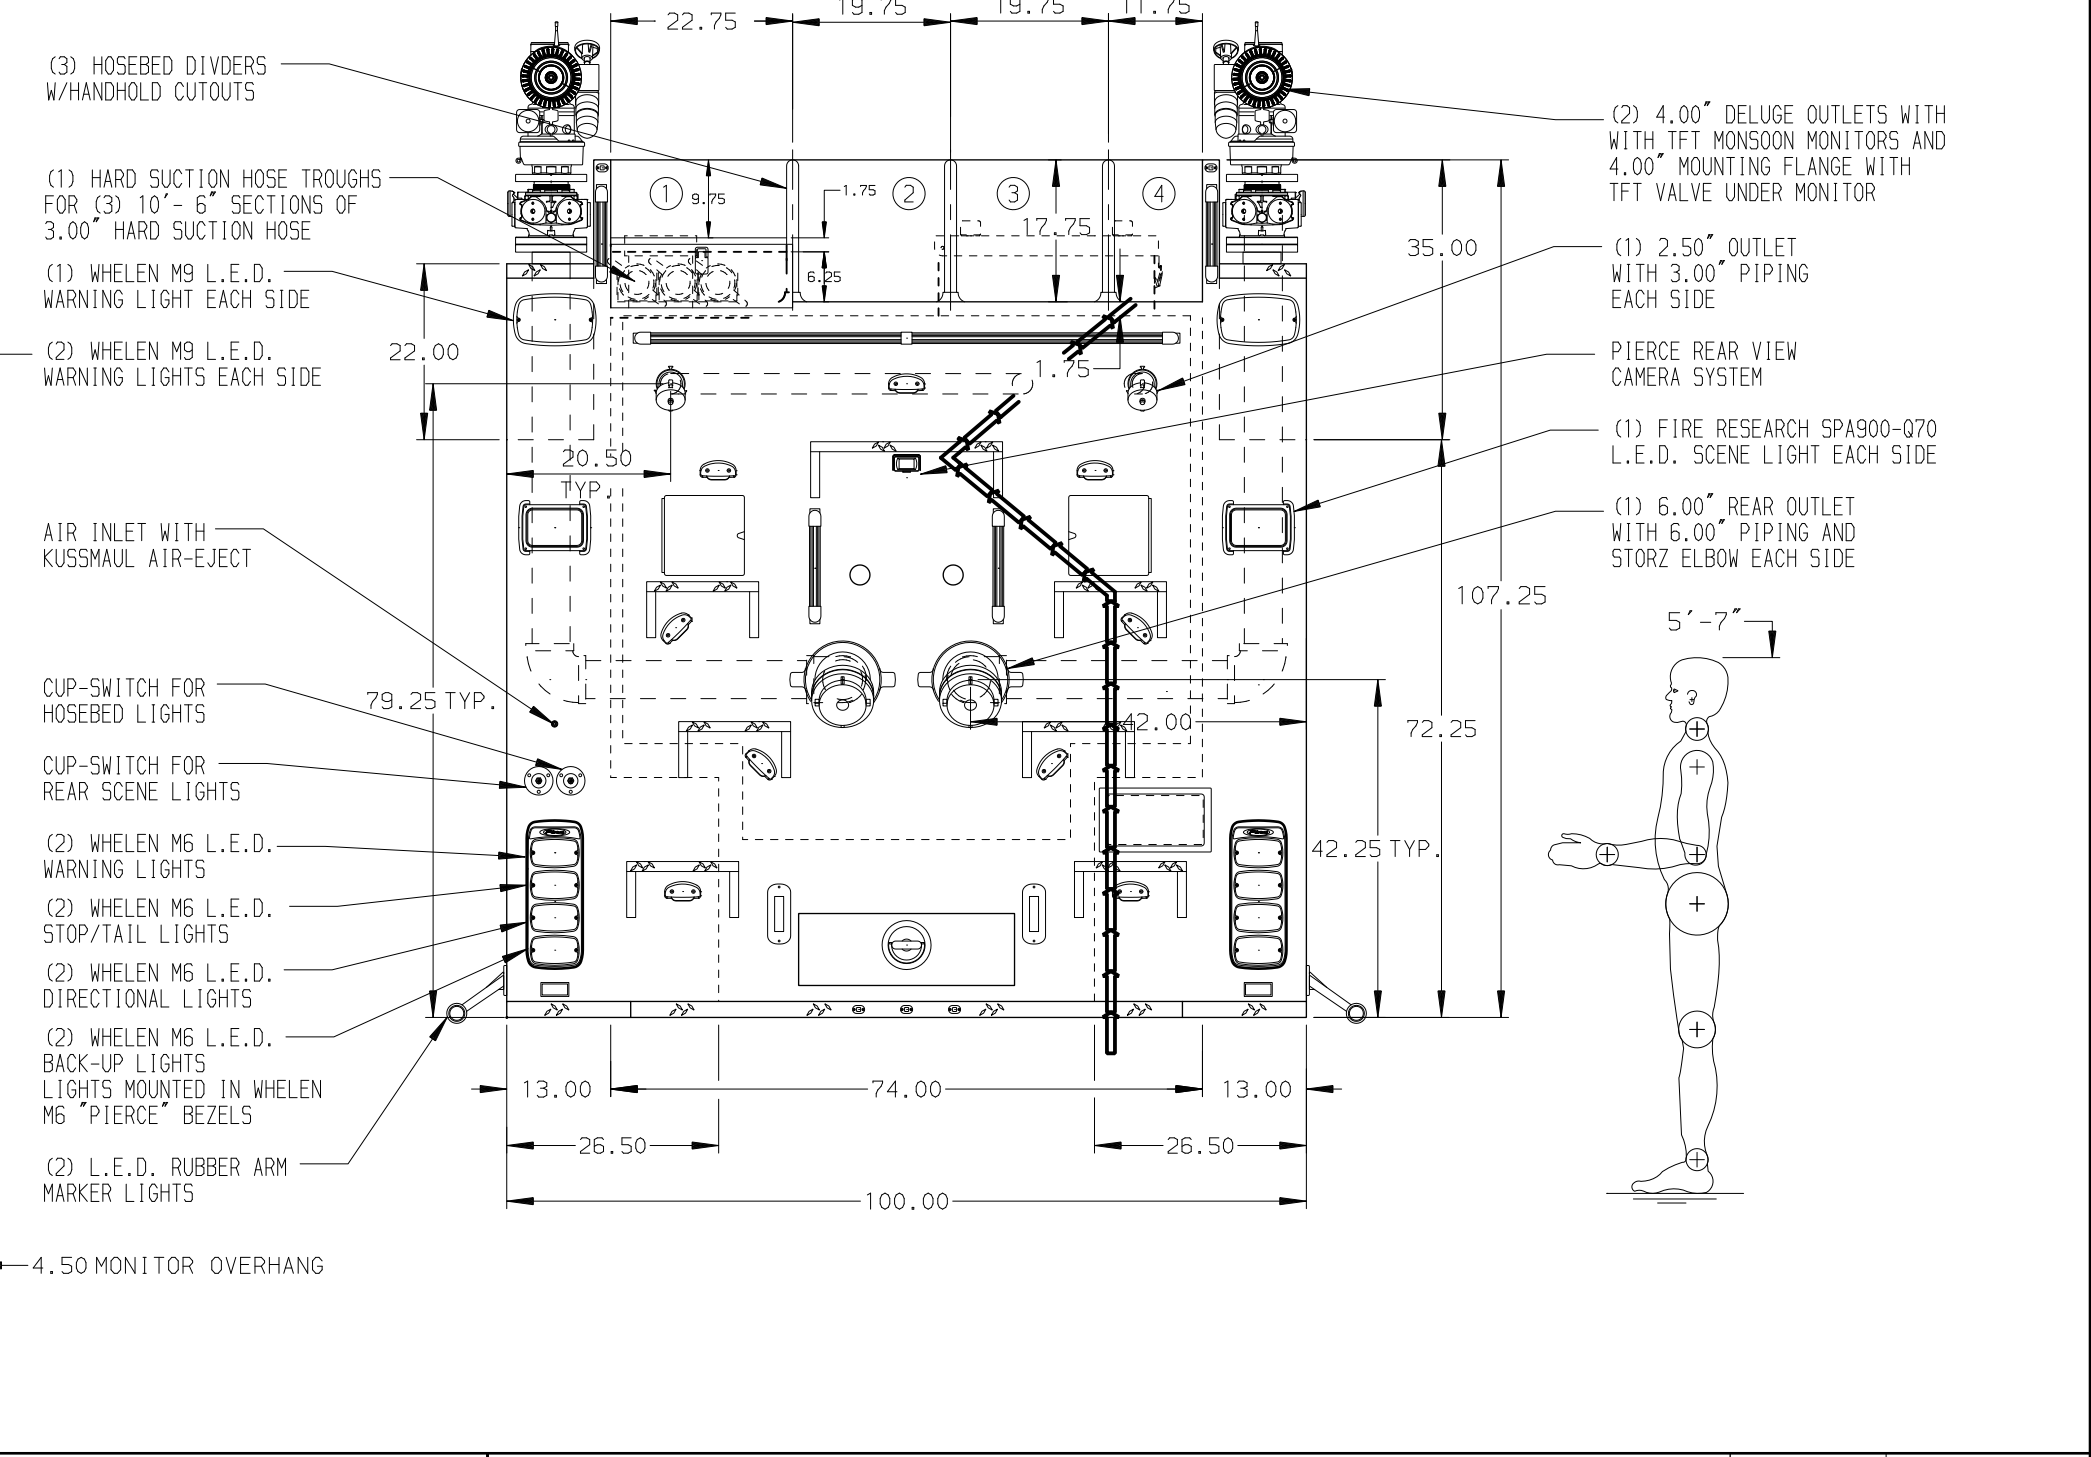 22.75
19.75
19.75
11.75
(3) HOSEBED DIVDERS
W/HANDHOLD CUTOUTS
(1) HARD SUCTION HOSE TROUGHS
FOR (3) 10'- 6" SECTIONS OF
3.00" HARD SUCTION HOSE
(1) WHELEN M9 L.E.D.
WARNING LIGHT EACH SIDE
(2) WHELEN M9 L.E.D.
WARNING LIGHTS EACH SIDE
AIR INLET WITH
KUSSMAUL AIR-EJECT
CUP-SWITCH FOR
HOSEBED LIGHTS
CUP-SWITCH FOR
REAR SCENE LIGHTS
(2) WHELEN M6 L.E.D.
WARNING LIGHTS
(2) WHELEN M6 L.E.D.
STOP/TAIL LIGHTS
(2) WHELEN M6 L.E.D.
DIRECTIONAL LIGHTS
(2) WHELEN M6 L.E.D.
BACK-UP LIGHTS
LIGHTS MOUNTED IN WHELEN
M6 "PIERCE" BEZELS
(2) L.E.D. RUBBER ARM
MARKER LIGHTS
4.50 MONITOR OVERHANG
1
9.75
1.75
2
3
4
17.75
6.25
22.00
1.75
20.50
TYP.
79.25 TYP.
42.00
42.25 TYP.
35.00
107.25
72.25
13.00
74.00
13.00
26.50
26.50
100.00
(2) 4.00" DELUGE OUTLETS WITH
WITH TFT MONSOON MONITORS AND
4.00" MOUNTING FLANGE WITH
TFT VALVE UNDER MONITOR
(1) 2.50" OUTLET
WITH 3.00" PIPING
EACH SIDE
PIERCE REAR VIEW
CAMERA SYSTEM
(1) FIRE RESEARCH SPA900-Q70
L.E.D. SCENE LIGHT EACH SIDE
(1) 6.00" REAR OUTLET
WITH 6.00" PIPING AND
STORZ ELBOW EACH SIDE
5'-7"